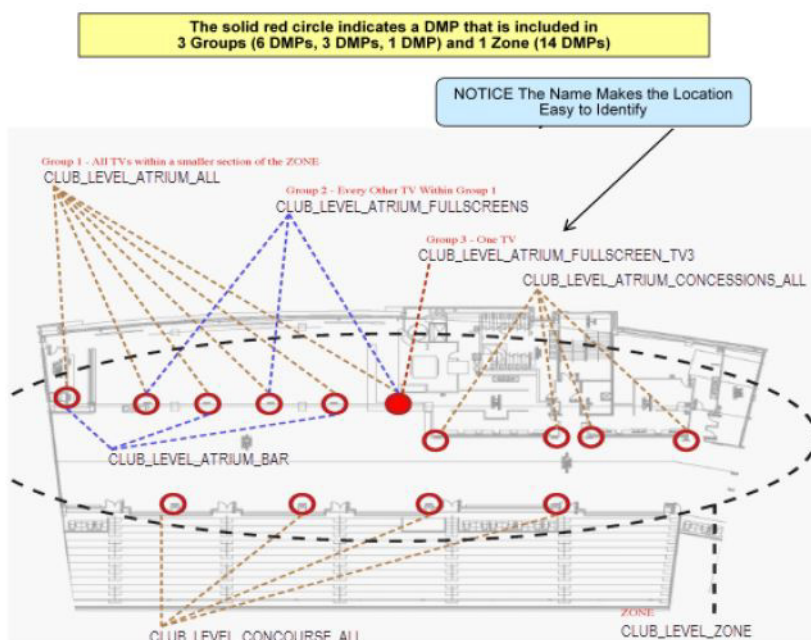 The solid red circle indicates a DMP that is included in
3 Groups (6 DMPs, 3 DMPs, 1 DMP) and 1 Zone (14 DMPs)
NOTICE The Name Makes the Location
Easy to Identify
Group 1 - All TVs within a smaller section of the ZONE
CLUB_LEVEL_ATRIUM_ALL
Group 2 - Every Other TV Within Group 1
CLUB_LEVEL_ATRIUM_FULLSCREENS
Group 3 - One TV
CLUB_LEVEL_ATRIUM_FULLSCREEN_TV3
CLUB_LEVEL_ATRIUM_CONCESSIONS_ALL
CLUB_LEVEL_ATRIUM_BAR
CLUB_LEVEL_CONCOURSE_ALL
ZONE
CLUB_LEVEL_ZONE